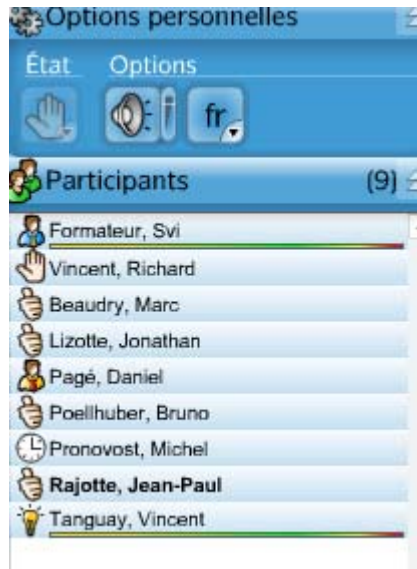 Options personnelles
État Options
fr
Participants (9)
Formateur, Svi
Vincent, Richard
Beaudry, Marc
Lizotte, Jonathan
Pagé, Daniel
Poellhuber, Bruno
Pronovost, Michel
Rajotte, Jean-Paul
Tanguay, Vincent